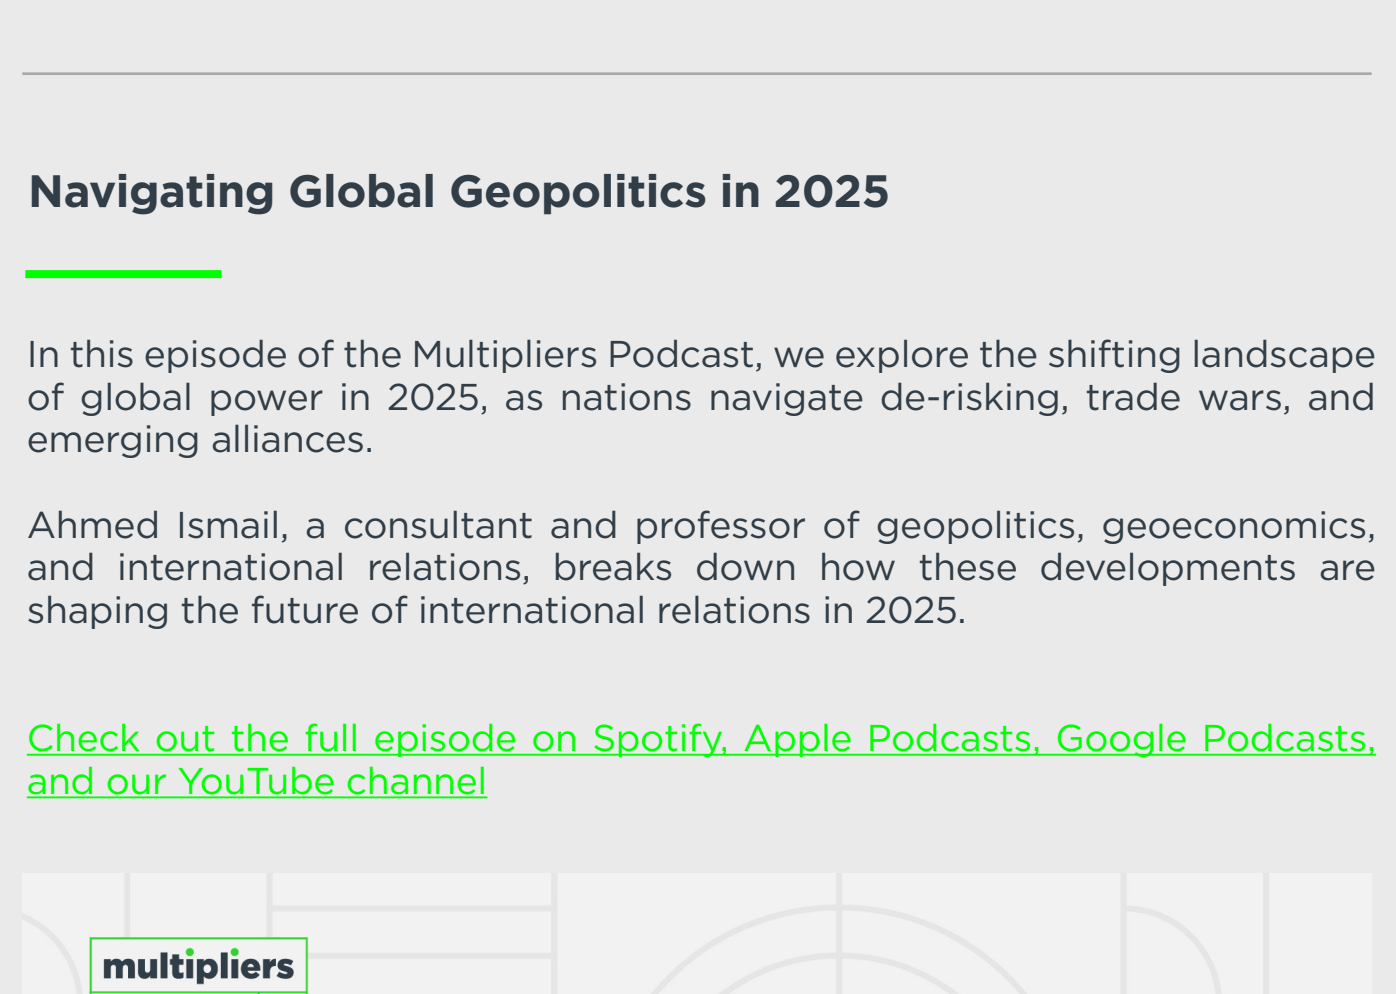 Navigating Global Geopolitics in 2025
In this episode of the Multipliers Podcast, we explore the shifting landscape
of global power in 2025, as nations navigate de-risking, trade wars, and
emerging alliances.
Ahmed Ismail, a consultant and professor of geopolitics, geoeconomics,
and international relations, breaks down how these developments are
shaping the future of international relations in 2025.
Check out the full episode on Spotify, Apple Podcasts, Google Podcasts,
and our YouTube channel
multipliers